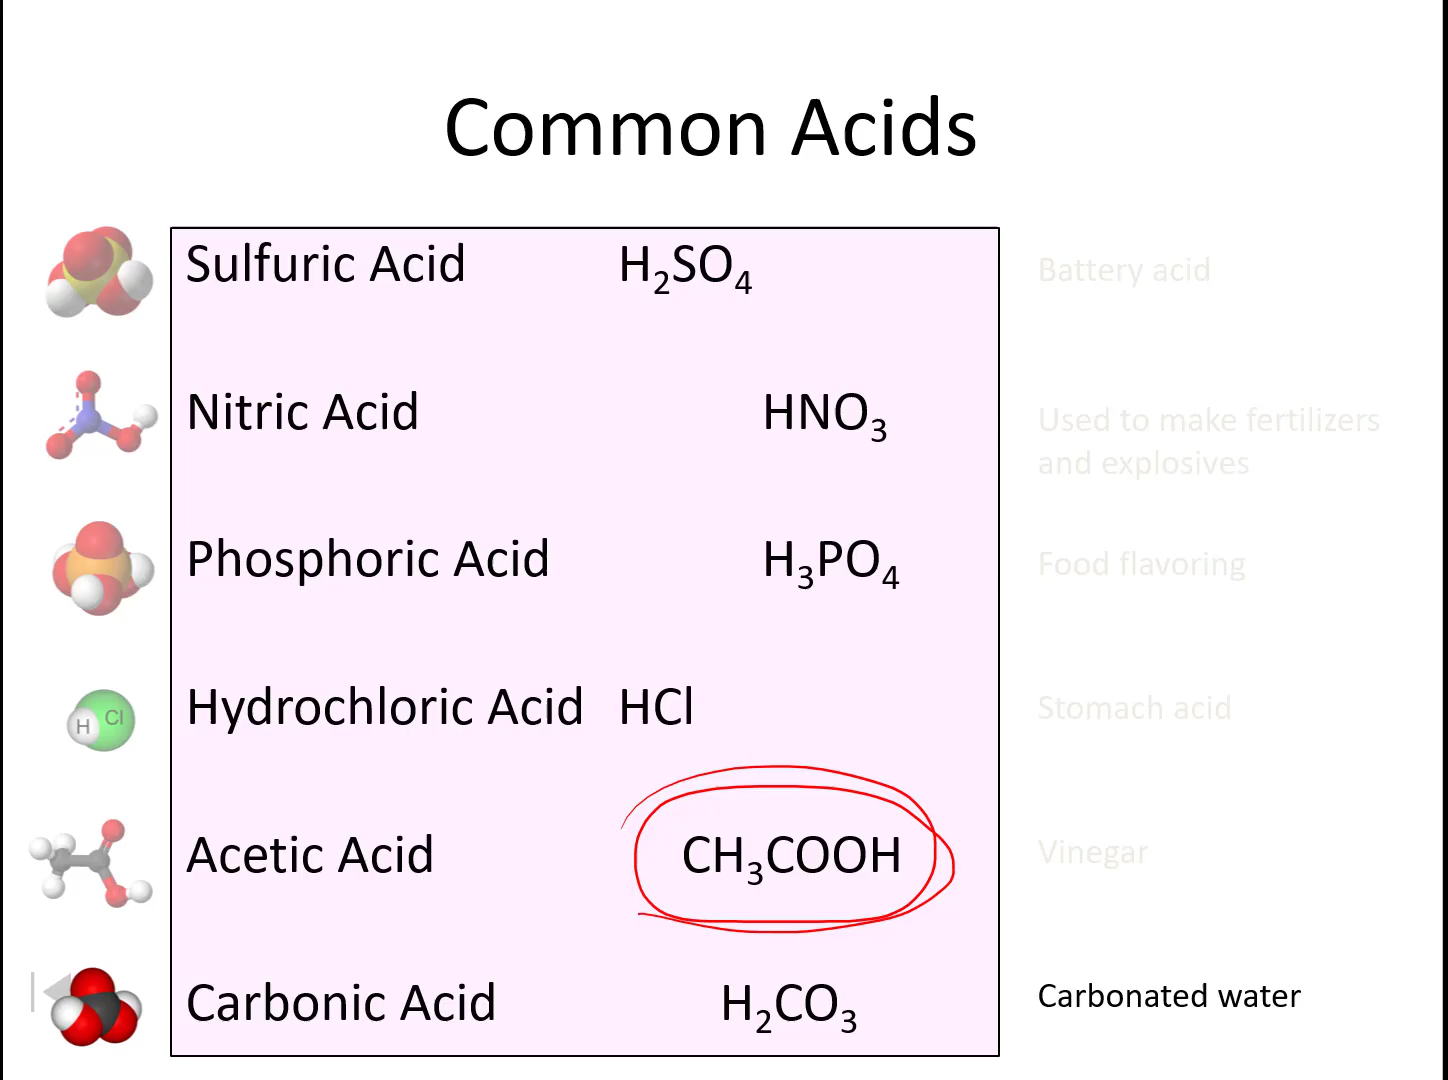 Common Acids
Sulfuric Acid H₂SO₄ Battery acid
Nitric Acid HNO₃ Used to make fertilizers
and explosives
Phosphoric Acid H₃PO₄ Food flavoring
H Cl Hydrochloric Acid HCl Stomach acid
Acetic Acid CH₃COOH Vinegar
Carbonic Acid H₂CO₃ Carbonated water